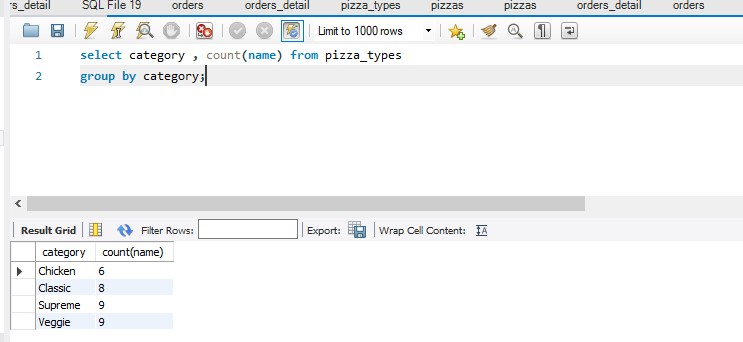 rs_detail SQL File 19 orders orders_detail pizza_types pizzas pizzas orders_detail orders
Limit to 1000 rows
1 select category , count(name) from pizza_types
2 group by category;
Result Grid Filter Rows: Export: Wrap Cell Content:
category count(name)
Chicken 6
Classic 8
Supreme 9
Veggie 9